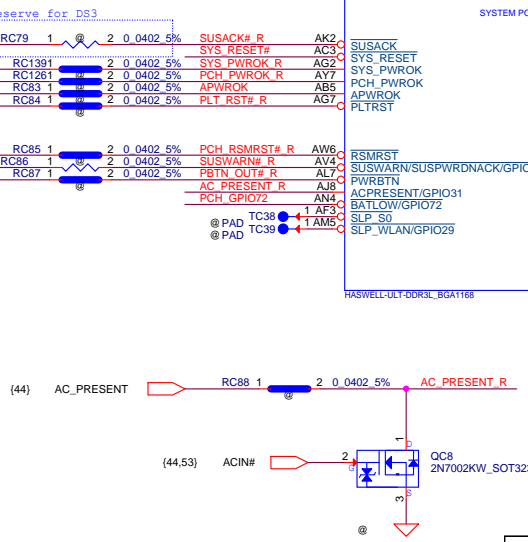 eserve for DS3
SYSTEM PO
RC79 1 @ 2 0_0402_5% SUSACK#_R AK2 SUSACK
SYS_RESET# AC3 SYS_RESET
RC1391 @ 2 0_0402_5% SYS_PWROK_R AG2 SYS_PWROK
RC1261 @ 2 0_0402_5% PCH_PWROK_R AY7 PCH_PWROK
RC83 1 @ 2 0_0402_5% APWROK AB5 APWROK
RC84 1 @ 2 0_0402_5% PLT_RST#_R AG7 PLTRST
RC85 1 @ 2 0_0402_5% PCH_RSMRST#_R AW6 RSMRST
RC86 1 @ 2 0_0402_5% SUSWARN#_R AV4 SUSWARN/SUSPWRDNACK/GPIO
RC87 1 @ 2 0_0402_5% PBTN_OUT#_R AL7 PWRBTN
AC_PRESENT_R AJ8 ACPRESENT/GPIO31
PCH_GPIO72 AN4 BATLOW/GPIO72
@ PAD TC38 1 AF3 SLP_S0
@ PAD TC39 1 AM5 SLP_WLAN/GPIO29
HASWELL-ULT-DDR3L_BGA1168
{44} AC_PRESENT RC88 1 @ 2 0_0402_5% AC_PRESENT_R
1 D
{44,53} ACIN# 2 G QC8
2N7002KW_SOT323
3 S
@